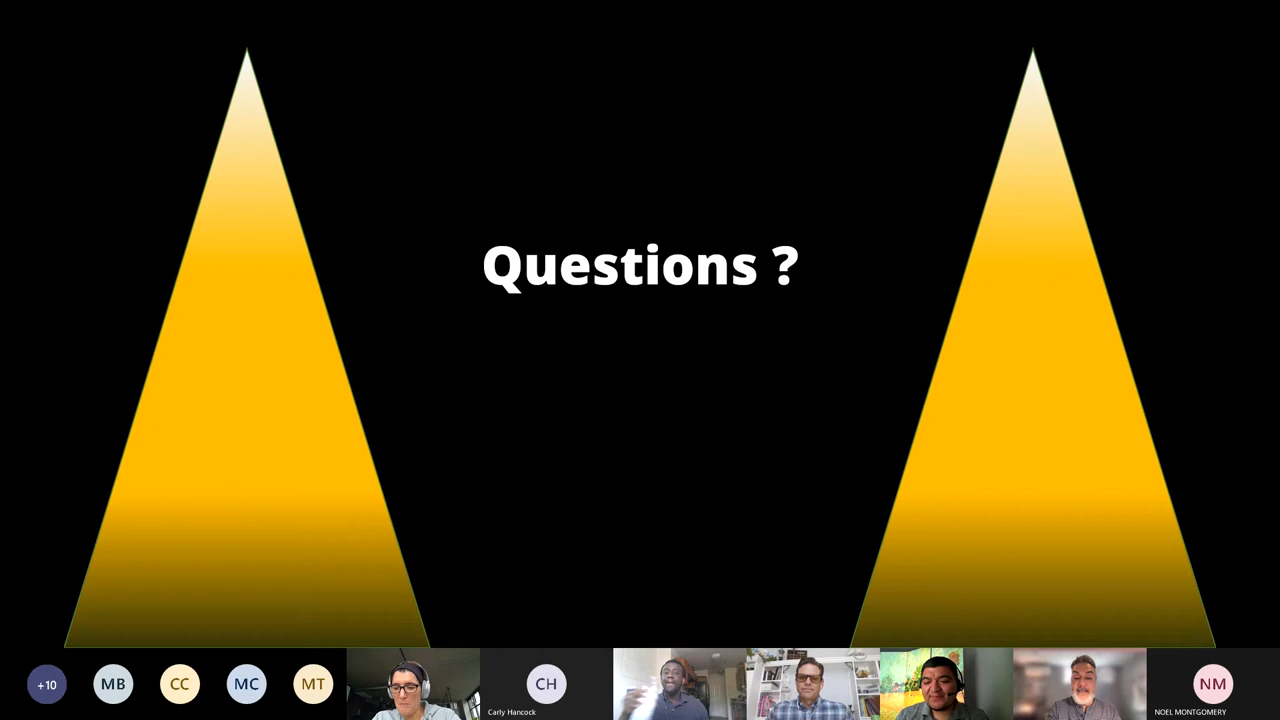 Questions ?
+10
MB
CC
MC
MT
CH
Carly Hancock
NM
NOEL MONTGOMERY